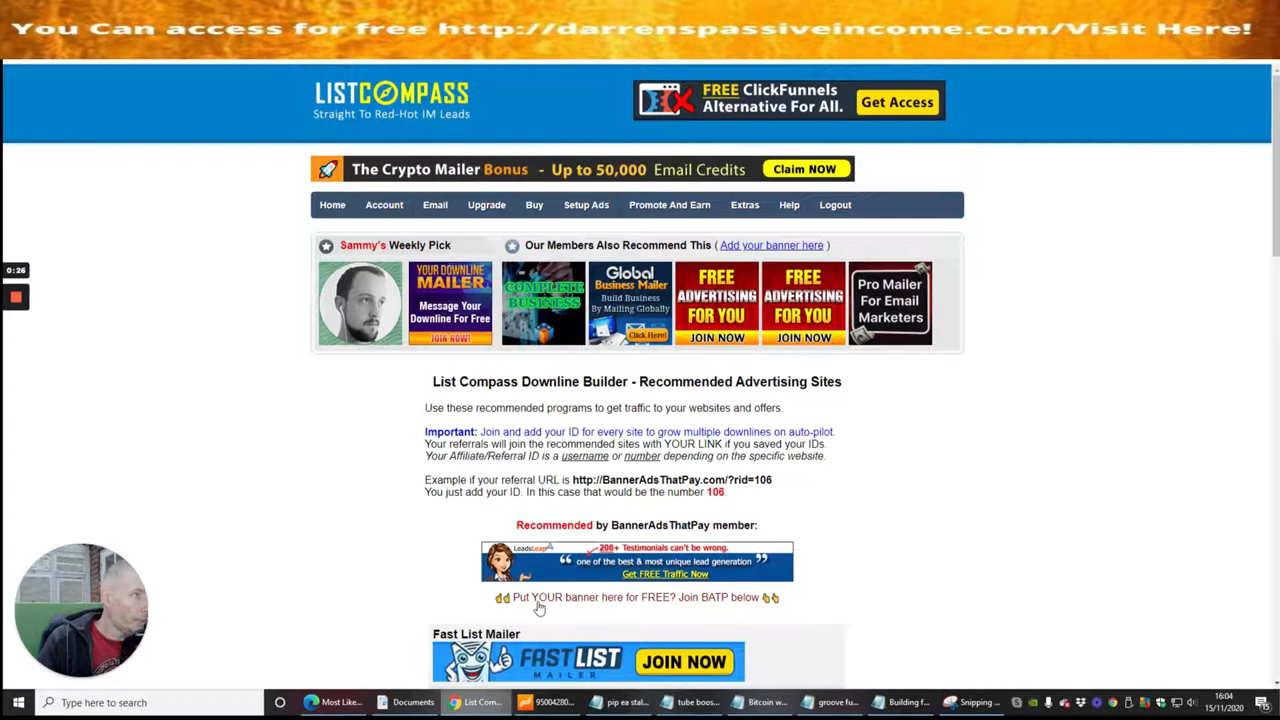 You Can access for free http://darrenspassiveincome.com/Visit Here!
LISTCOMPASS
Straight To Red-Hot IM Leads
FREE ClickFunnels
Alternative For All.
Get Access
The Crypto Mailer Bonus - Up to 50,000 Email Credits
Claim NOW
Home Account Email Upgrade Buy Setup Ads Promote And Earn Extras Help Logout
Sammy's Weekly Pick
Our Members Also Recommend This ( Add your banner here )
YOUR DOWNLINE
MAILER
Message Your
Downline For Free
JOIN NOW!
COMPLETE
BUSINESS
Global
Business Mailer
Build Business
By Mailing Globally
Click Here!
FREE
ADVERTISING
FOR YOU
JOIN NOW
FREE
ADVERTISING
FOR YOU
JOIN NOW
Pro Mailer
For Email
Marketers
0:26
List Compass Downline Builder - Recommended Advertising Sites
Use these recommended programs to get traffic to your websites and offers.
Important: Join and add your ID for every site to grow multiple downlines on auto-pilot.
Your referrals will join the recommended sites with YOUR LINK if you saved your IDs.
Your Affiliate/Referral ID is a username or number depending on the specific website.
Example if your referral URL is http://BannerAdsThatPay.com/?rid=106
You just add your ID. In this case that would be the number 106.
Recommended by BannerAdsThatPay member:
LeadsLeap
200+ Testimonials can't be wrong.
“ one of the best & most unique lead generation ”
Get FREE Traffic Now
Put YOUR banner here for FREE? Join BATP below
Fast List Mailer
FASTLIST
MAILER
JOIN NOW
Type here to search
Most Like...
Documents
List Com...
95004280...
pip ea stal...
tube boos...
Bitcoin w...
groove fu...
Building f...
Snipping ...
16:04
15/11/2020